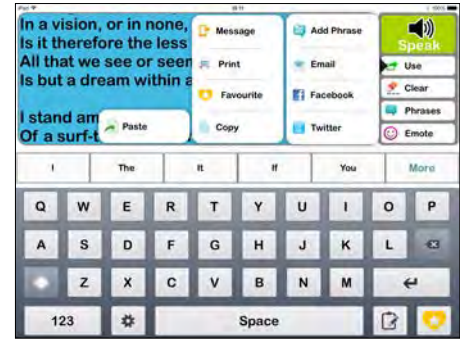 In a vision, or in none,
Is it therefore the less
All that we see or seen
Is but a dream within a
I stand am
Of a surf-t
Message
Print
Favourite
Copy
Paste
Add Phrase
Email
Facebook
Twitter
Speak
Use
Clear
Phrases
Emote
I The It If You More
Q W E R T Y U I O P
A S D F G H J K L
Z X C V B N M
123 Space